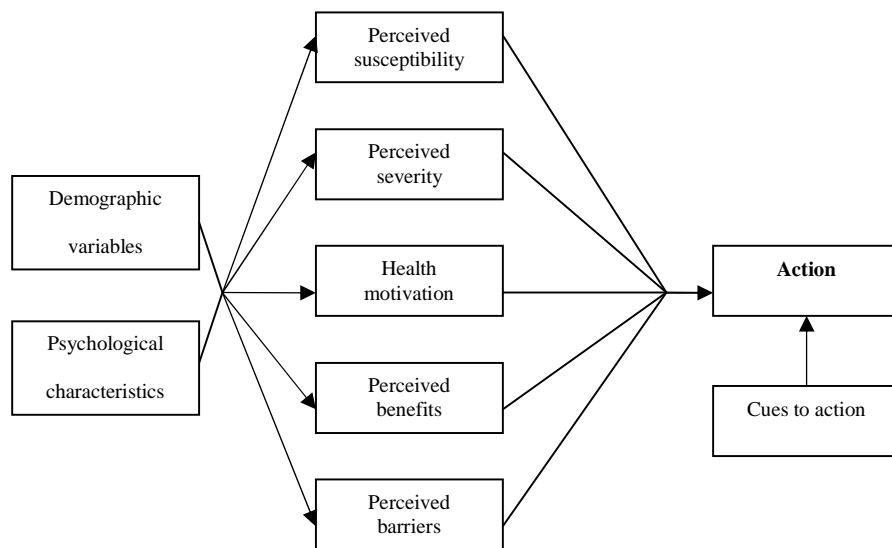 Perceived
susceptibility
Perceived
severity
Demographic
variables
Health
motivation
Action
Psychological
characteristics
Perceived
benefits
Cues to action
Perceived
barriers